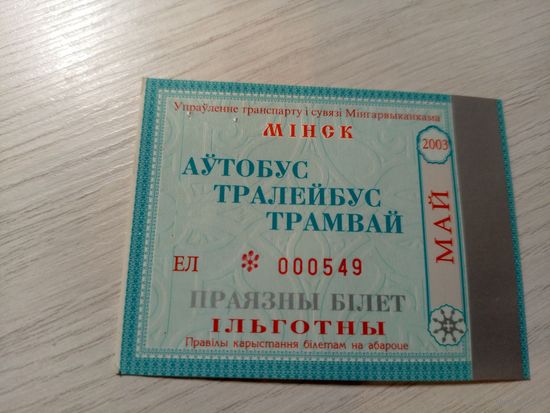 Упраўленне транспарту і сувязі Мінгарвыканкама
МІНСК
АЎТОБУС
ТРАЛЕЙБУС
ТРАМВАЙ
ЕЛ * 000549
ПРАЯЗНЫ БІЛЕТ
ІЛЬГОТНЫ
Правілы карыстання білетам на абароце
2003
МАЙ